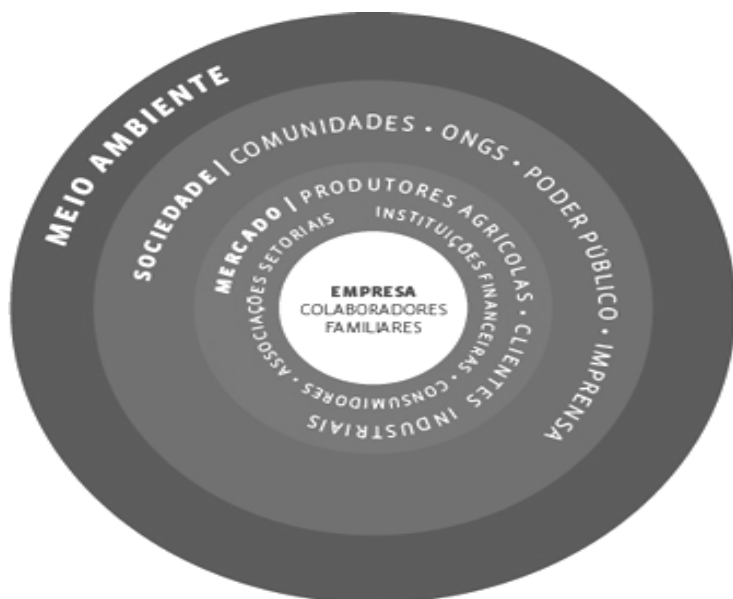 MEIO AMBIENTE
SOCIEDADE | COMUNIDADES • ONGS • PODER PÚBLICO • IMPRENSA
MERCADO | PRODUTORES AGRÍCOLAS • CLIENTES INDUSTRIAIS
INSTITUIÇÕES FINANCEIRAS • CONSUMIDORES • ASSOCIAÇÕES SETORIAIS
EMPRESA
COLABORADORES
FAMILIARES